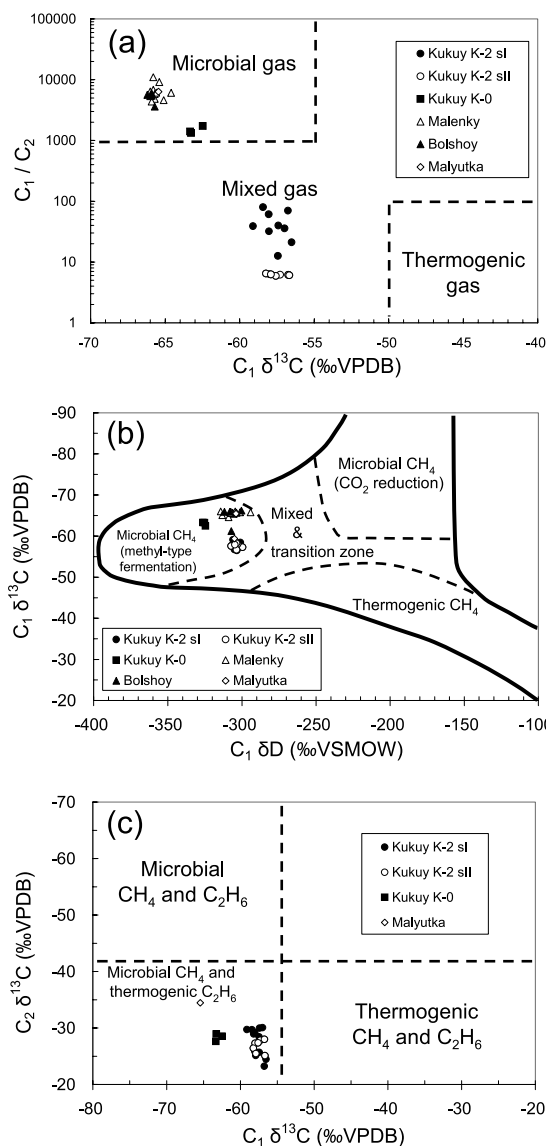 (a)
Microbial gas
Mixed gas
Thermogenic
gas
Kukuy K-2 sI
Kukuy K-2 sII
Kukuy K-0
Malenky
Bolshoy
Malyutka
100000
10000
1000
100
10
1
C₁ / C₂
-70
-65
-60
-55
-50
-45
-40
C₁ δ¹³C (‰VPDB)
(b)
-90
-80
-70
-60
-50
-40
-30
-20
C₁ δ¹³C (‰VPDB)
Microbial CH₄
(CO₂ reduction)
Microbial CH₄
(methyl-type
fermentation)
Mixed
&
transition zone
Thermogenic CH₄
Kukuy K-2 sI
Kukuy K-2 sII
Kukuy K-0
Malenky
Bolshoy
Malyutka
-400
-350
-300
-250
-200
-150
-100
C₁ δD (‰VSMOW)
(c)
-70
-60
-50
-40
-30
-20
C₂ δ¹³C (‰VPDB)
Microbial
CH₄ and C₂H₆
Kukuy K-2 sI
Kukuy K-2 sII
Kukuy K-0
Malyutka
Microbial CH₄ and
thermogenic C₂H₆
Thermogenic
CH₄ and C₂H₆
-80
-70
-60
-50
-40
-30
-20
C₁ δ¹³C (‰VPDB)